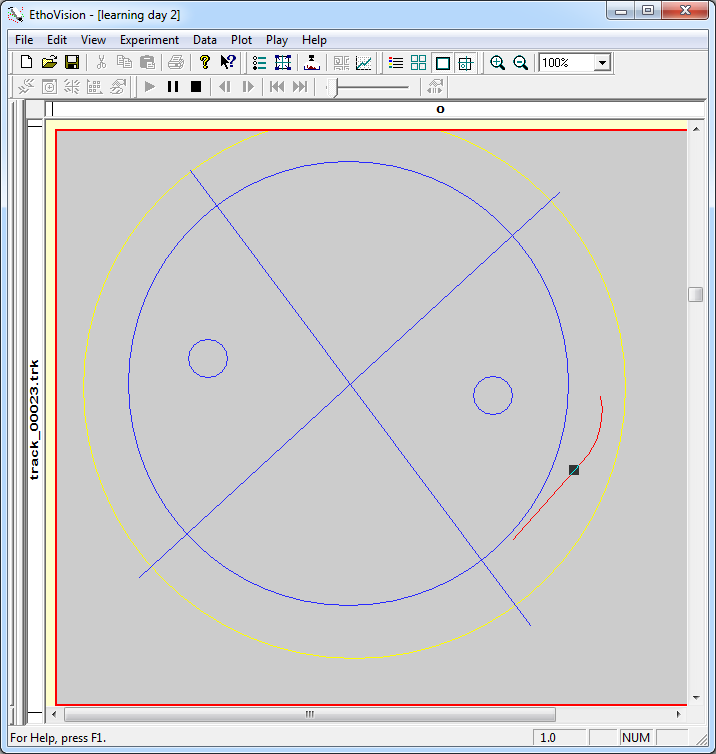 EthoVision - [learning day 2]
File Edit View Experiment Data Plot Play Help
100%
o
track_00023.trk
For Help, press F1.
1.0
NUM